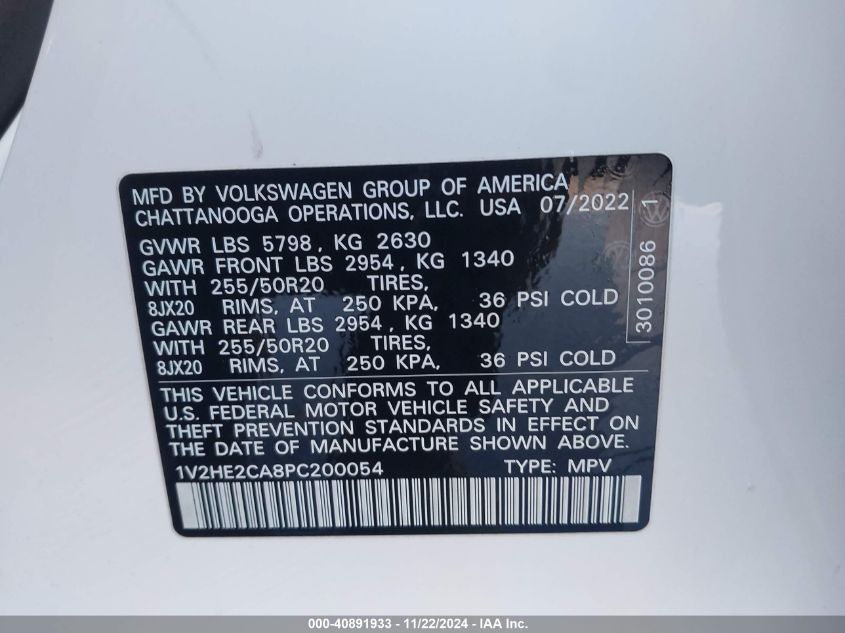 MFD BY VOLKSWAGEN GROUP OF AMERICA
CHATTANOOGA OPERATIONS, LLC. USA 07/2022
GVWR LBS 5798, KG 2630
GAWR FRONT LBS 2954, KG 1340
WITH 255/50R20 TIRES,
8JX20 RIMS, AT 250 KPA, 36 PSI COLD
GAWR REAR LBS 2954, KG 1340
WITH 255/50R20 TIRES,
8JX20 RIMS, AT 250 KPA, 36 PSI COLD
3010086 1
THIS VEHICLE CONFORMS TO ALL APPLICABLE
U.S. FEDERAL MOTOR VEHICLE SAFETY AND
THEFT PREVENTION STANDARDS IN EFFECT ON
THE DATE OF MANUFACTURE SHOWN ABOVE.
1V2HE2CA8PC200054 TYPE: MPV
000-40891933 - 11/22/2024 - IAA Inc.